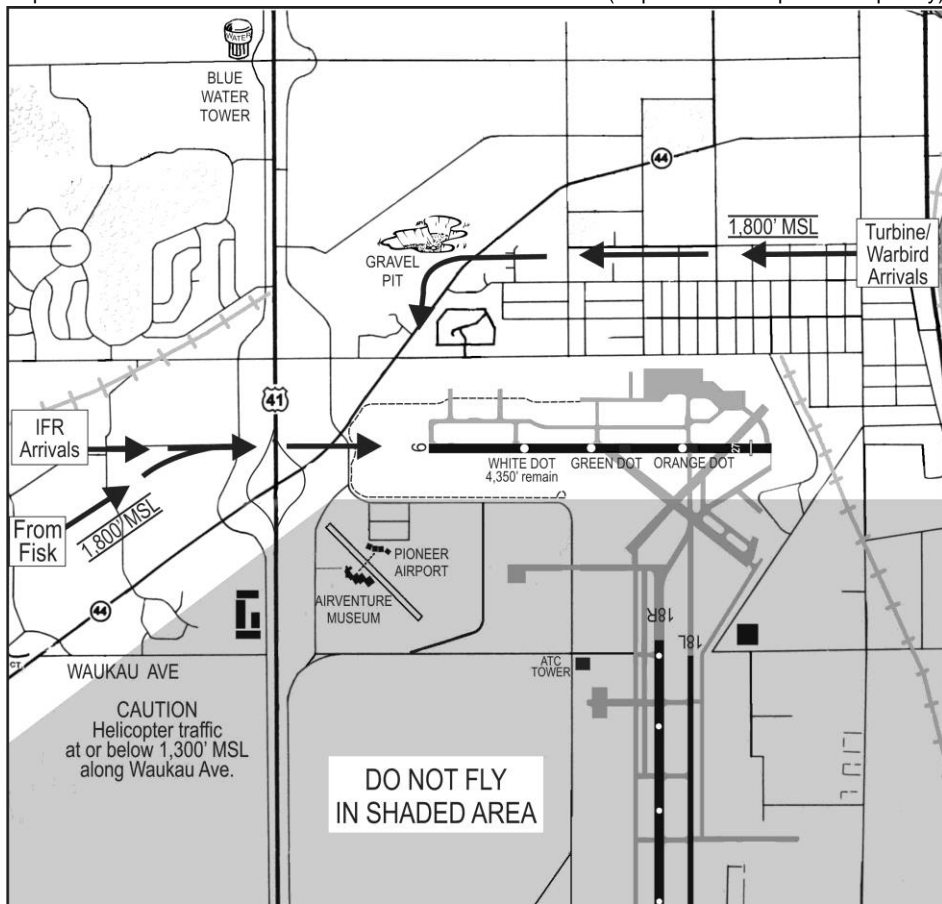 WATER
BLUE
WATER
TOWER
44
1,800' MSL
Turbine/
Warbird
Arrivals
GRAVEL
PIT
41
IFR
Arrivals
9
27
WHITE DOT
4,350' remain
GREEN DOT
ORANGE DOT
From
Fisk
1,800' MSL
PIONEER
AIRPORT
AIRVENTURE
MUSEUM
44
18R
18L
CT.
WAUKAU AVE
ATC
TOWER
CAUTION
Helicopter traffic
at or below 1,300' MSL
along Waukau Ave.
DO NOT FLY
IN SHADED AREA